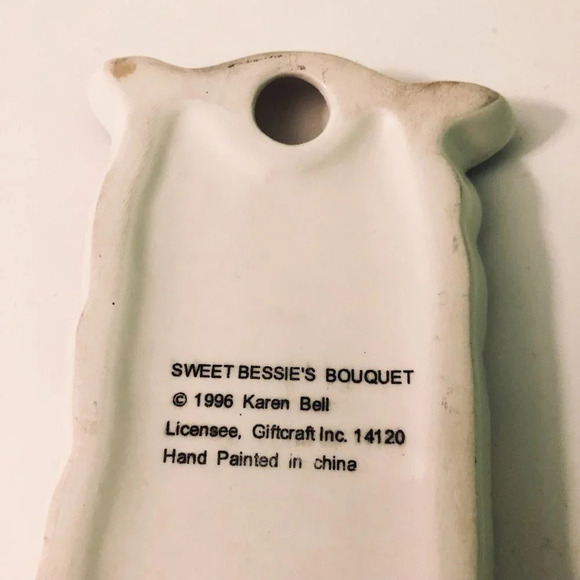 SWEET BESSIE'S BOUQUET
© 1996 Karen Bell
Licensee, Giftcraft Inc. 14120
Hand Painted in china